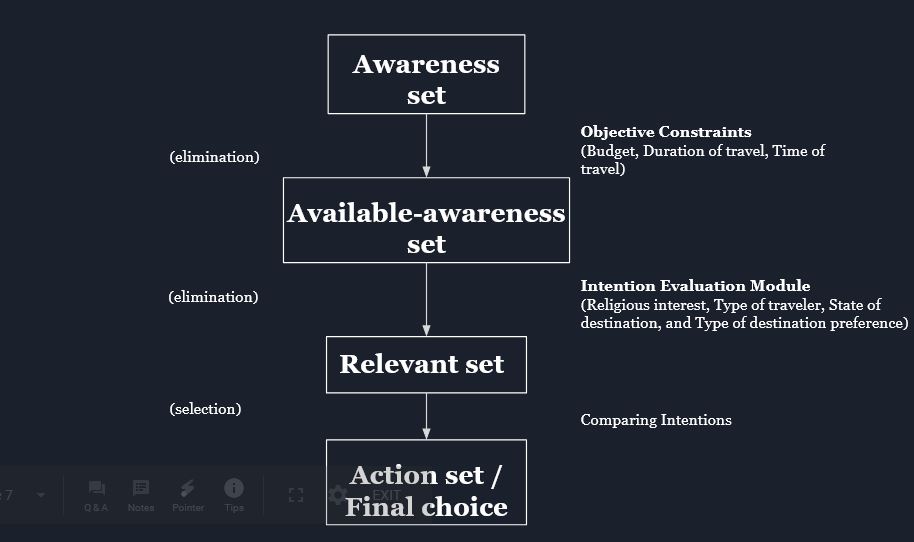 Awareness
set
(elimination)
Objective Constraints
(Budget, Duration of travel, Time of
travel)
Available-awareness
set
(elimination)
Intention Evaluation Module
(Religious interest, Type of traveler, State of
destination, and Type of destination preference)
Relevant set
(selection)
Comparing Intentions
Action set /
Final choice
7
Q & A
Notes
Pointer
Tips
EXIT